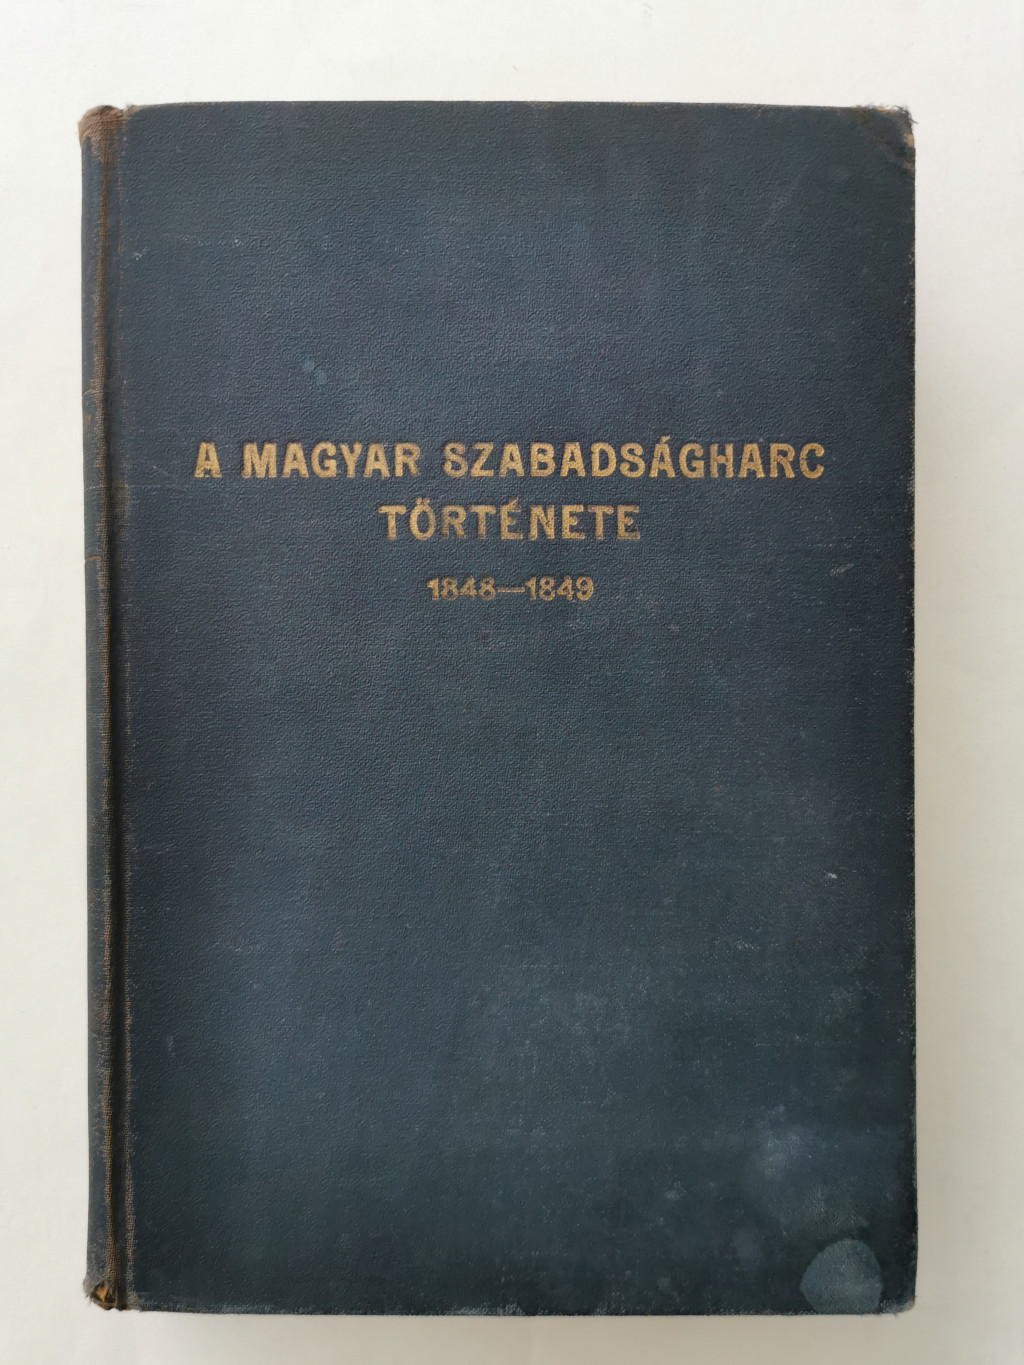 A MAGYAR SZABADSÁGHARC
TÖRTÉNETE
1848—1849